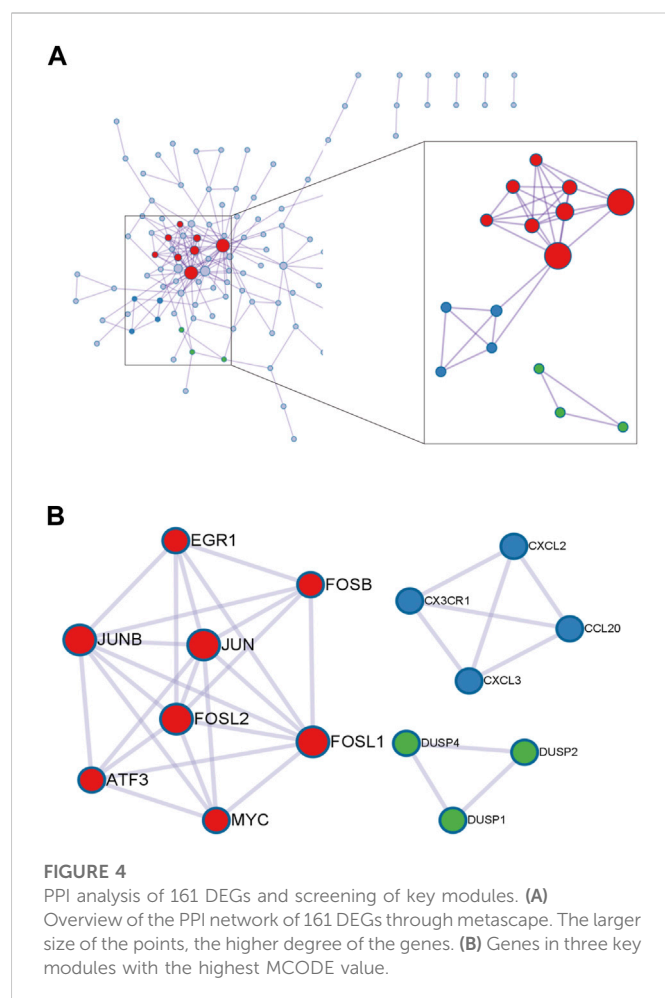 A
B
EGR1
FOSB
JUNB
JUN
FOSL2
FOSL1
ATF3
MYC
CXCL2
CX3CR1
CCL20
CXCL3
DUSP4
DUSP2
DUSP1
FIGURE 4
PPI analysis of 161 DEGs and screening of key modules. (A)
Overview of the PPI network of 161 DEGs through metascape. The larger
size of the points, the higher degree of the genes. (B) Genes in three key
modules with the highest MCODE value.